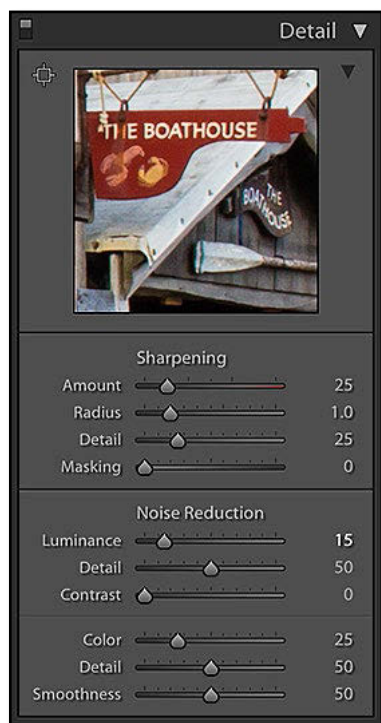 Detail
THE BOATHOUSE
THE
BOATHOUSE
Sharpening
Amount 25
Radius 1.0
Detail 25
Masking 0
Noise Reduction
Luminance 15
Detail 50
Contrast 0
Color 25
Detail 50
Smoothness 50